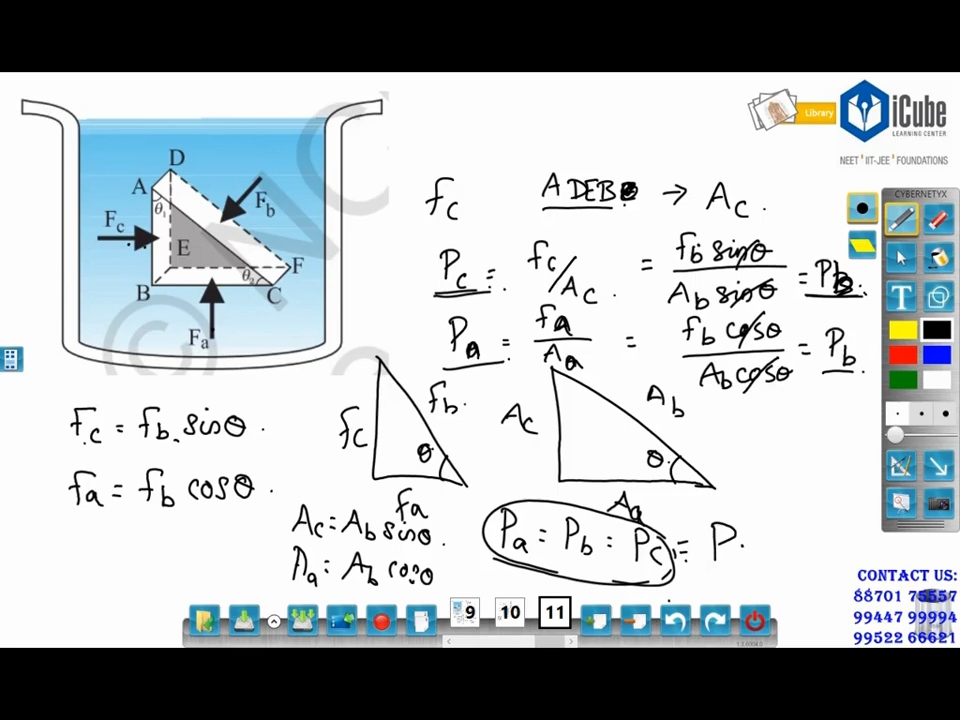 iCube
LEARNING CENTER
NEET | IIT-JEE | FOUNDATIONS
Library
CYBERNETYX
© NC
D
A
θ1
Fb
Fc
E
F
θ2
B
C
Fa
fc ADEB → Ac.
Pc = fc/Ac. = fb sinθ / Ab sinθ = Pb.
Pa = fa / Aa = fb cosθ / Ab cosθ = Pb.
Fc = fb sinθ.
fa = fb cosθ.
fc fb. θ fa
Ac Ab θ Aa
Ac = Ab sinθ.
Aa = Ab cosθ
Pa = Pb = Pc = P.
CONTACT US:
88701 75557
99447 99994
99522 66621
9 10 11